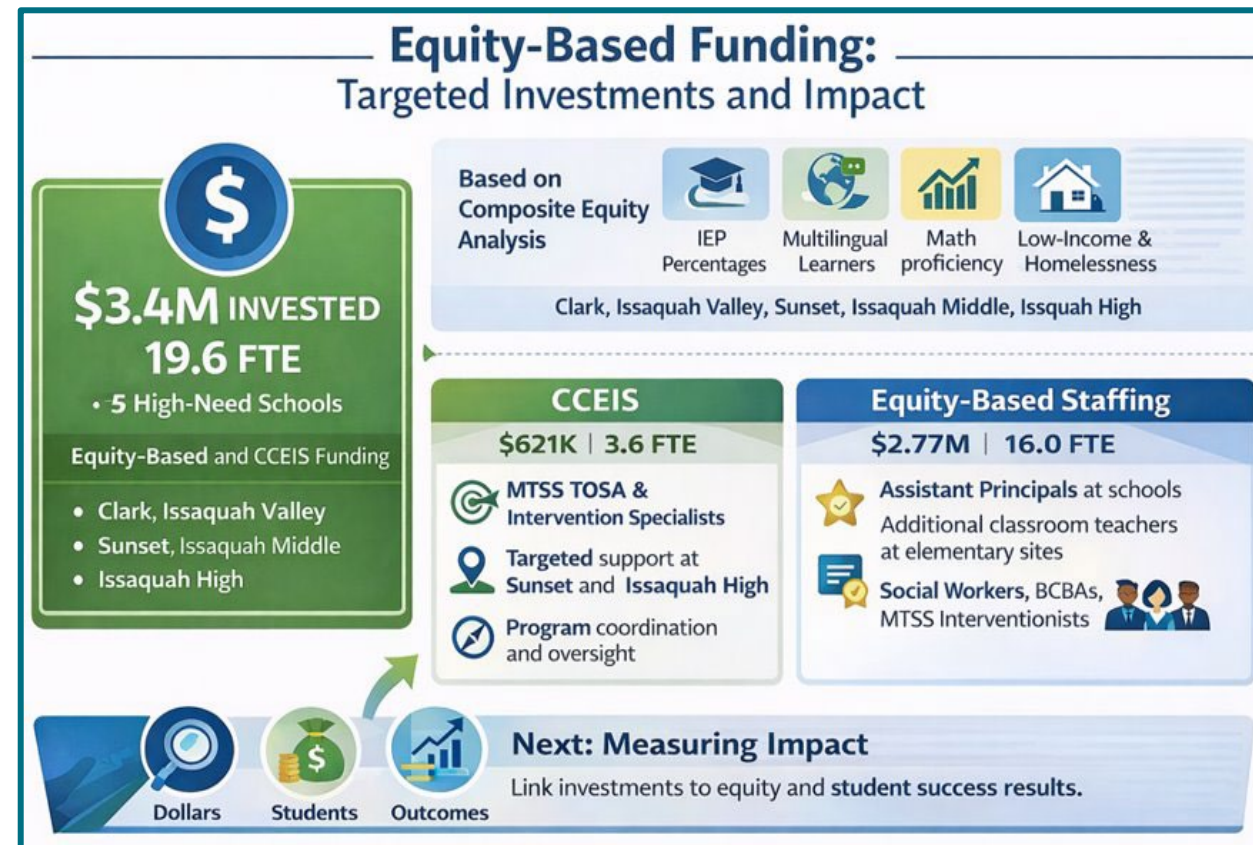 Equity-Based Funding:
Targeted Investments and Impact
$
$3.4M INVESTED
19.6 FTE
• 5 High-Need Schools
Equity-Based and CCEIS Funding
• Clark, Issaquah Valley
• Sunset, Issaquah Middle
• Issaquah High
Based on
Composite Equity
Analysis
IEP
Percentages
Multilingual
Learners
Math
proficiency
Low-Income &
Homelessness
Clark, Issaquah Valley, Sunset, Issaquah Middle, Issquah High
CCEIS
$621K | 3.6 FTE
MTSS TOSA &
Intervention Specialists
Targeted support at
Sunset and Issaquah High
Program coordination
and oversight
Equity-Based Staffing
$2.77M | 16.0 FTE
Assistant Principals at schools
Additional classroom teachers
at elementary sites
Social Workers, BCBAs,
MTSS Interventionists
Dollars
$
Students
Outcomes
Next: Measuring Impact
Link investments to equity and student success results.